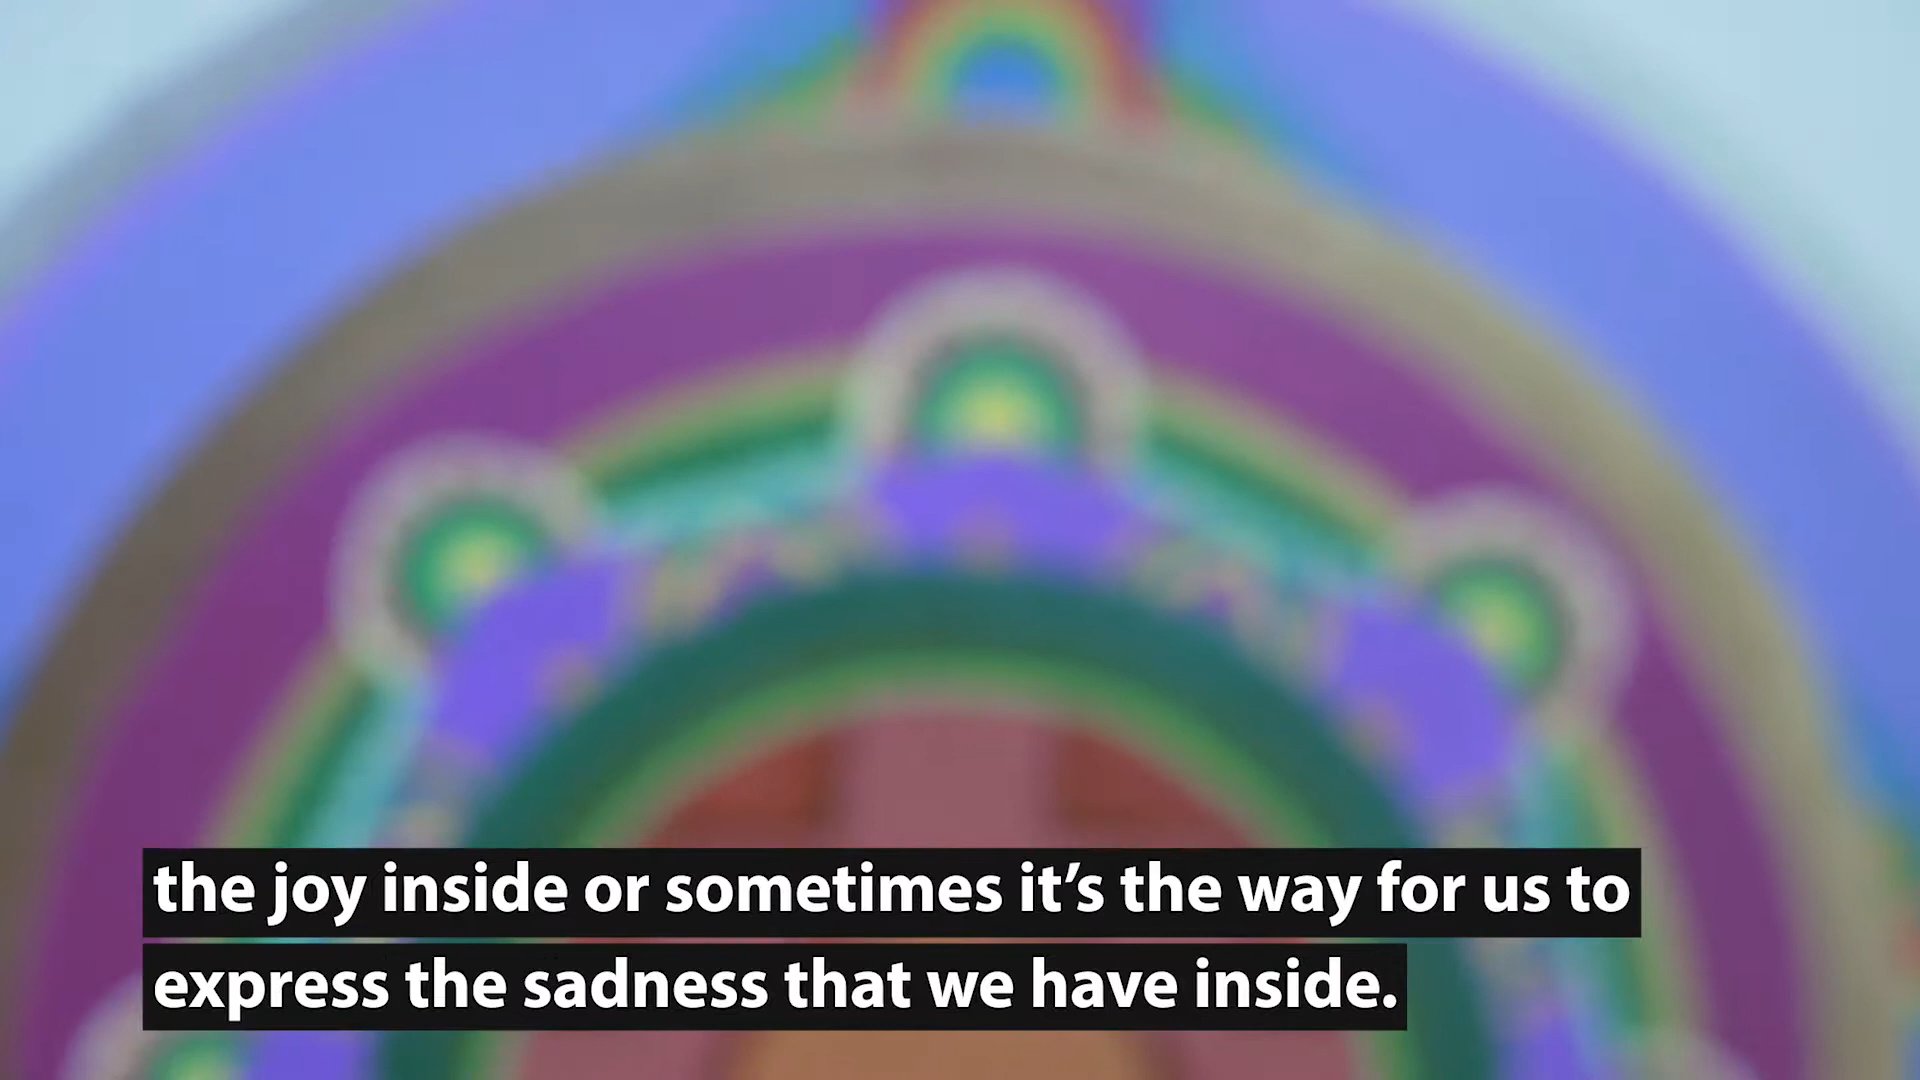 the joy inside or sometimes it’s the way for us to
express the sadness that we have inside.